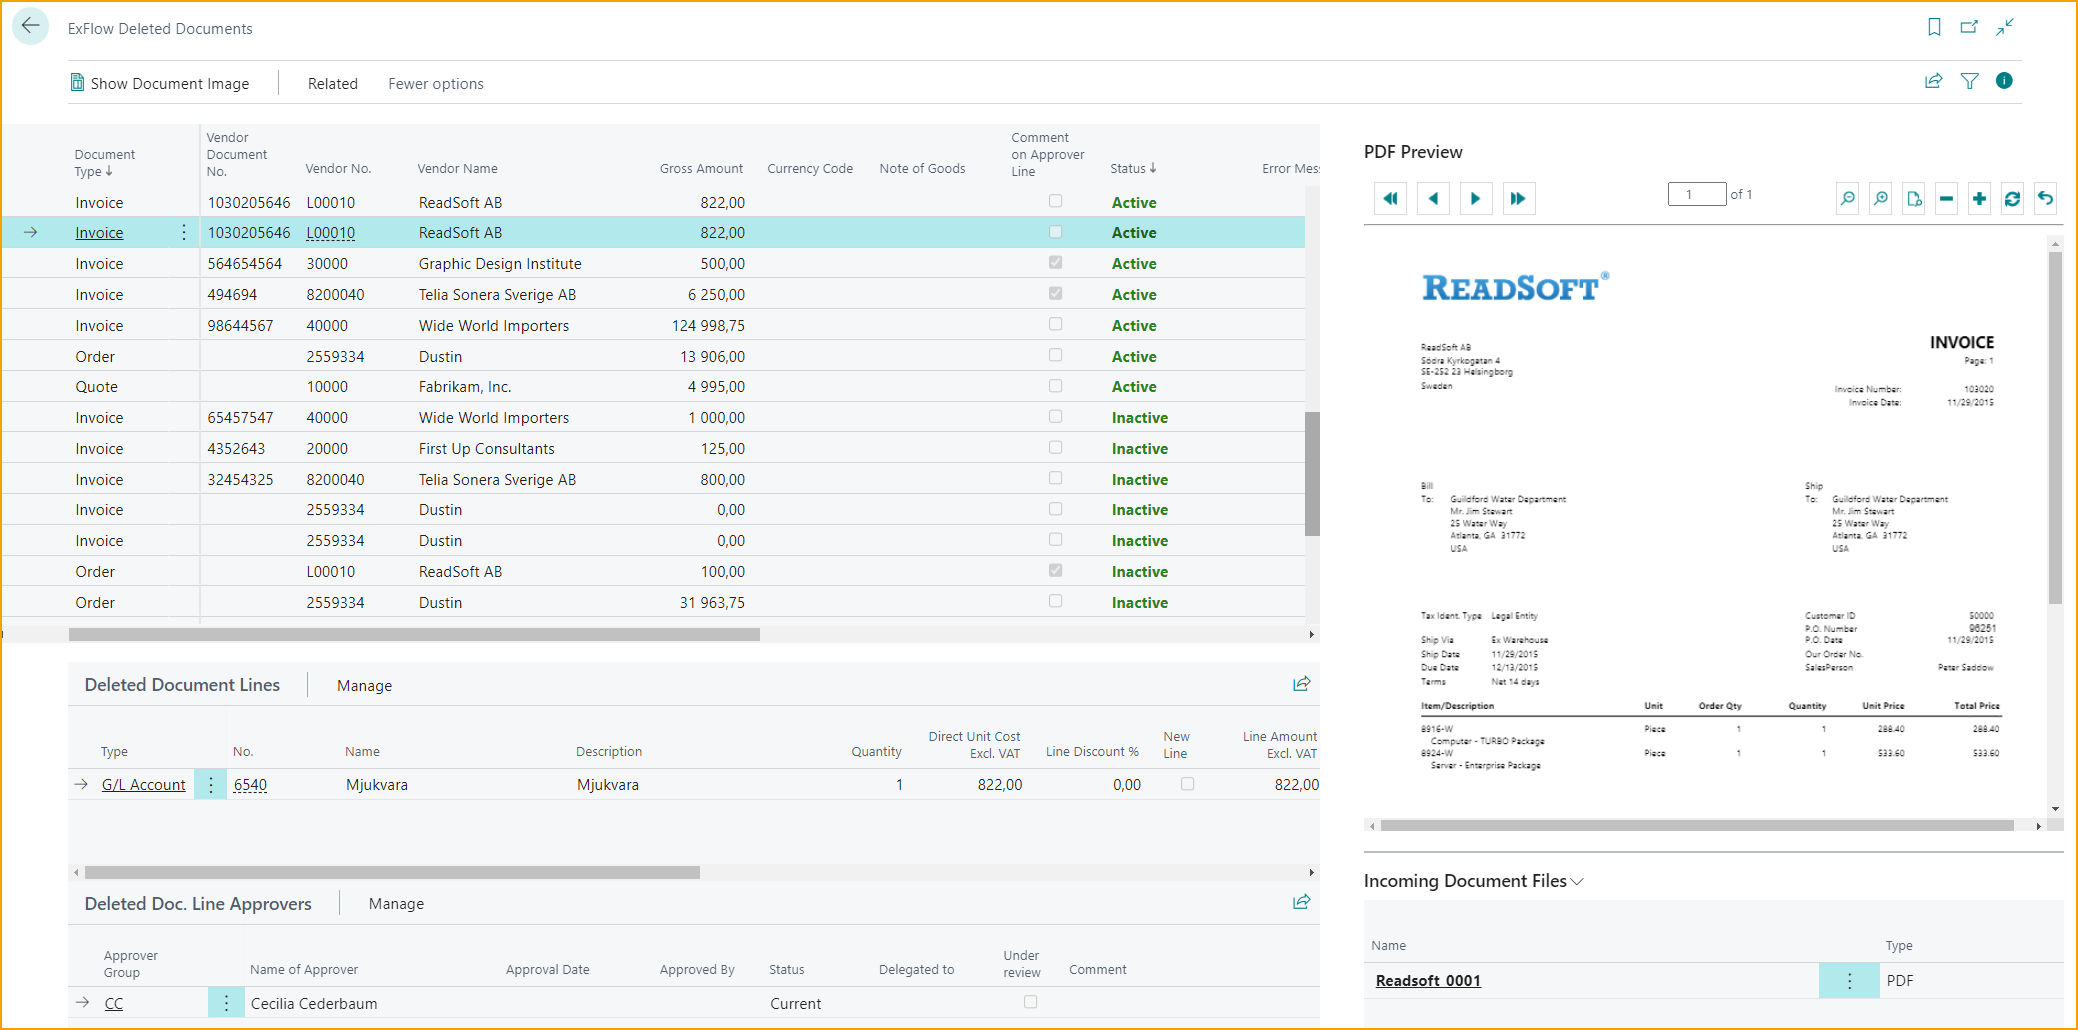 ExFlow Deleted Documents
Show Document Image Related Fewer options
Document Type Vendor Document No. Vendor No. Vendor Name Gross Amount Currency Code Note of Goods Comment on Approver Line Status Error Mes
Invoice 1030205646 L00010 ReadSoft AB 822,00 Active
Invoice 1030205646 L00010 ReadSoft AB 822,00 Active
Invoice 564654564 30000 Graphic Design Institute 500,00 Active
Invoice 494694 8200040 Telia Sonera Sverige AB 6 250,00 Active
Invoice 98644567 40000 Wide World Importers 124 998,75 Active
Order 2559334 Dustin 13 906,00 Active
Quote 10000 Fabrikam, Inc. 4 995,00 Active
Invoice 65457547 40000 Wide World Importers 1 000,00 Inactive
Invoice 4352643 20000 First Up Consultants 125,00 Inactive
Invoice 32454325 8200040 Telia Sonera Sverige AB 800,00 Inactive
Invoice 2559334 Dustin 0,00 Inactive
Invoice 2559334 Dustin 0,00 Inactive
Order L00010 ReadSoft AB 100,00 Inactive
Order 2559334 Dustin 31 963,75 Inactive
Deleted Document Lines Manage
Type No. Name Description Quantity Direct Unit Cost Excl. VAT Line Discount % New Line Line Amount Excl. VAT
G/L Account 6540 Mjukvara Mjukvara 1 822,00 0,00 822,00
Deleted Doc. Line Approvers Manage
Approver Group Name of Approver Approval Date Approved By Status Delegated to Under review Comment
CC Cecilia Cederbaum Current
PDF Preview
1 of 1
READSOFT®
INVOICE
Page: 1
ReadSoft AB
Södra Kyrkogatan 4
SE-252 23 Helsingborg
Sweden
Invoice Number: 103020
Invoice Date: 11/29/2015
Bill To: Guildford Water Department
Mr. Jim Stewart
25 Water Way
Atlanta, GA 31772
USA
Ship To: Guildford Water Department
Mr. Jim Stewart
25 Water Way
Atlanta, GA 31772
USA
Tax Ident. Type Legal Entity
Ship Via Ex Warehouse
Ship Date 11/29/2015
Due Date 12/13/2015
Terms Net 14 days
Customer ID 50000
P.O. Number 96251
P.O. Date 11/29/2015
Our Order No.
SalesPerson Peter Saddow
Item/Description Unit Order Qty Quantity Unit Price Total Price
8916-W Piece 1 1 288.40 288.40
Computer - TURBO Package
8924-W Piece 1 1 533.60 533.60
Server - Enterprise Package
Incoming Document Files
Name Type
Readsoft_0001 PDF